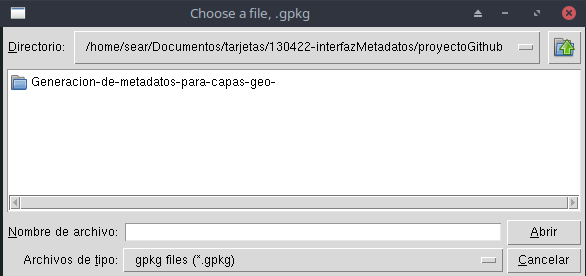 Choose a file, .gpkg
Directorio: /home/sear/Documentos/tarjetas/130422-interfazMetadatos/proyectoGithub
Generacion-de-metadatos-para-capas-geo-
Nombre de archivo: Abrir
Archivos de tipo: gpkg files (*.gpkg) Cancelar